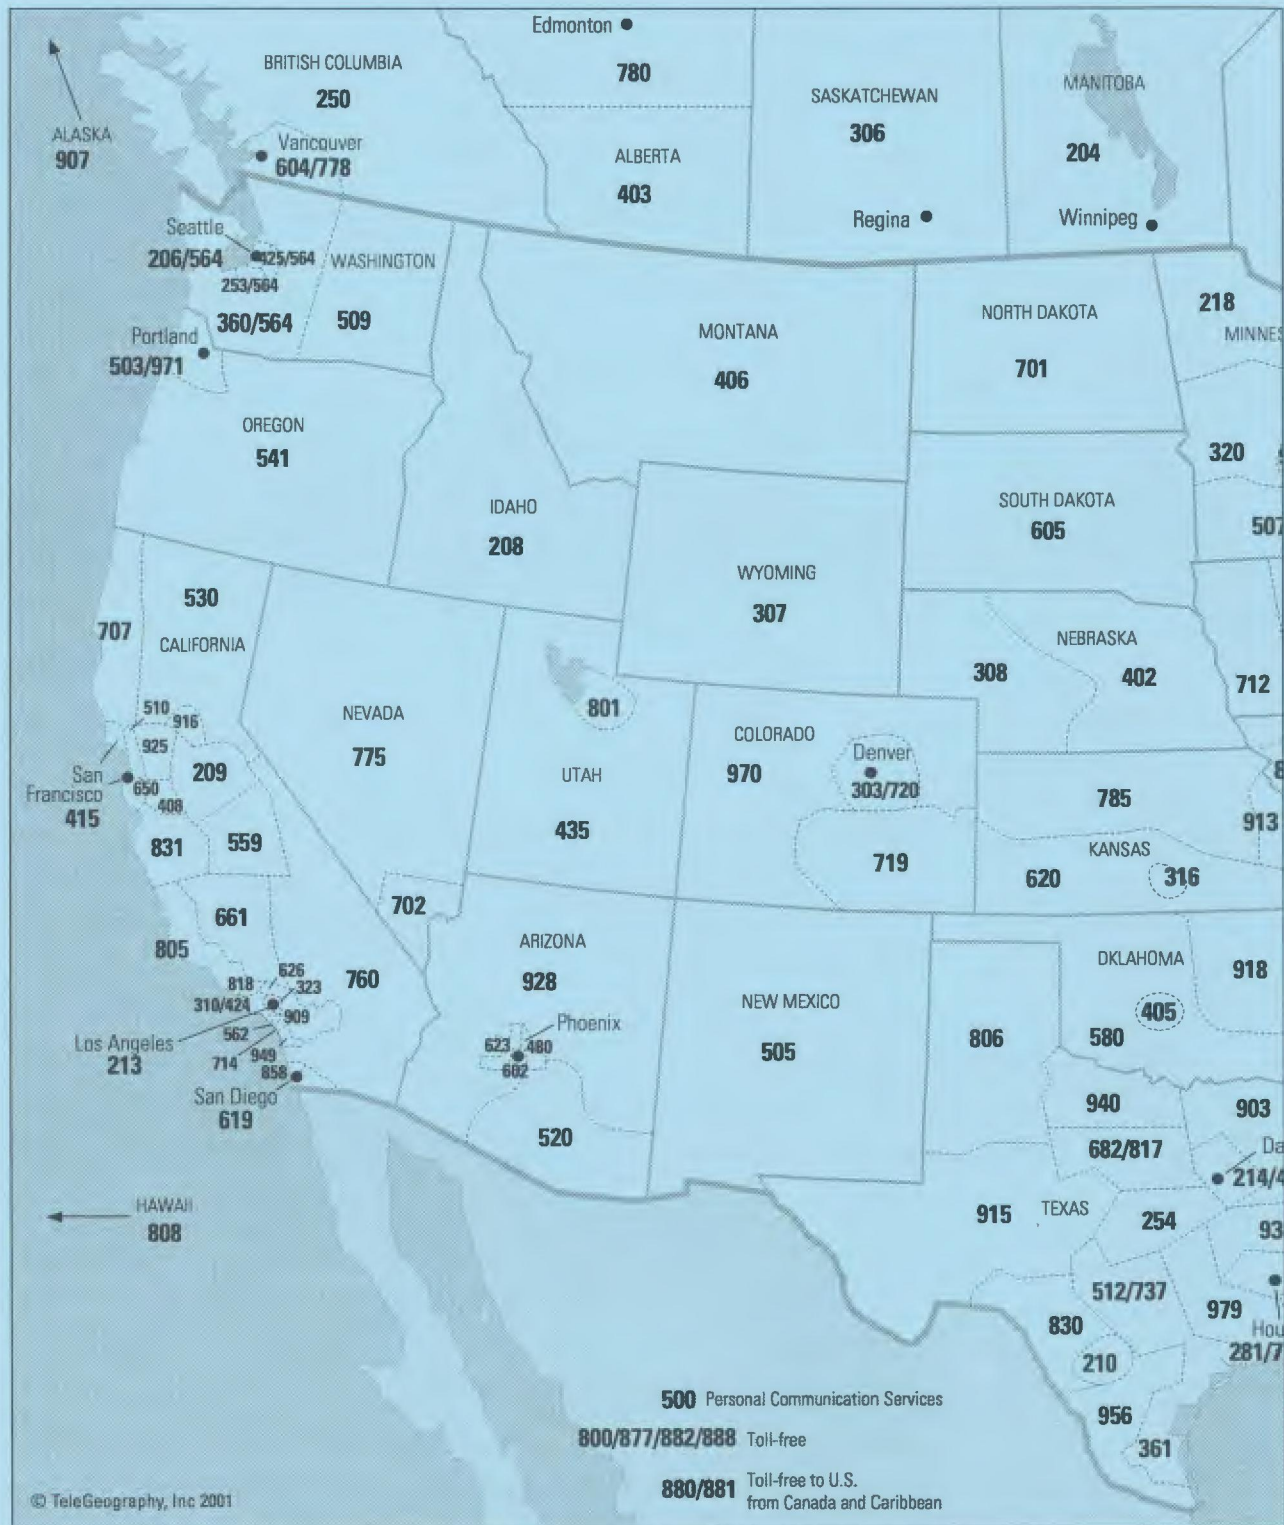 Edmonton
780
BRITISH COLUMBIA
250
SASKATCHEWAN
306
MANITOBA
204
ALASKA
907
Vancouver
604/778
ALBERTA
403
Regina
Winnipeg
Seattle
206/564
425/564
WASHINGTON
253/564
360/564
509
Portland
503/971
MONTANA
406
NORTH DAKOTA
701
218
OREGON
541
320
IDAHO
208
SOUTH DAKOTA
605
507
WYOMING
307
530
707
CALIFORNIA
NEBRASKA
308
402
712
510
916
925
NEVADA
775
801
COLORADO
970
Denver
303/720
San
Francisco
415
650
209
408
UTAH
435
785
913
831
559
719
KANSAS
620
316
661
702
805
ARIZONA
928
760
626
818
323
310/424
909
562
Los Angeles
213
714
949
858
San Diego
619
Phoenix
623
480
602
520
NEW MEXICO
505
DKLAHOMA
918
405
580
806
940
903
682/817
HAWAII
808
915
TEXAS
254
512/737
979
830
210
956
361
500 Personal Communication Services
800/877/882/888 Toll-free
880/881 Toll-free to U.S.
from Canada and Caribbean
© TeleGeography, Inc 2001